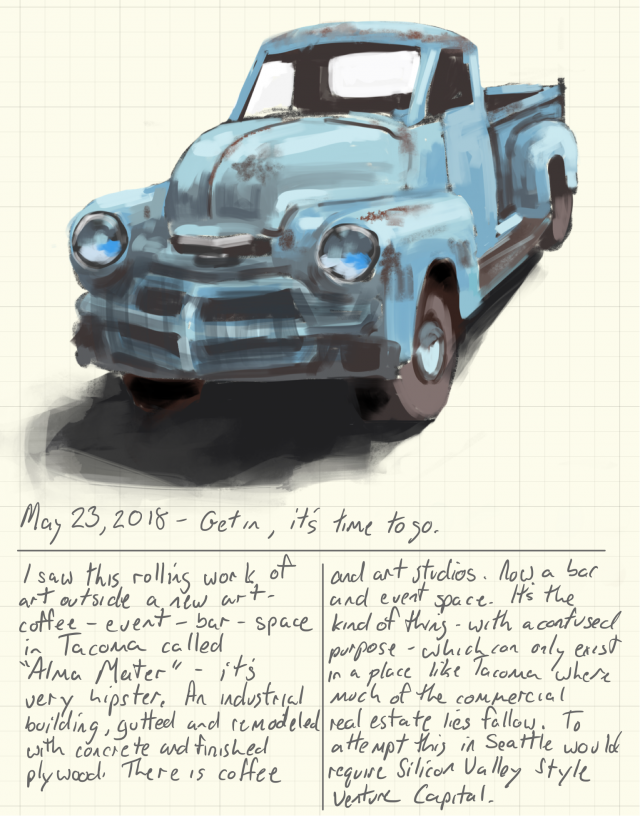 May 23, 2018 - Get in, it's time to go.
I saw this rolling work of
art outside a new art-
coffee - event - bar - space
in Tacoma called
"Alma Mater" - it's
very hipster. An industrial
building, gutted and remodeled
with concrete and finished
plywood. There is coffee
and art studios. Now a bar
and event space. It's the
kind of thing - with a confused
purpose - which can only exist
in a place like Tacoma where
much of the commercial
real estate lies fallow. To
attempt this in Seattle would
require Silicon Valley Style
Venture Capital.